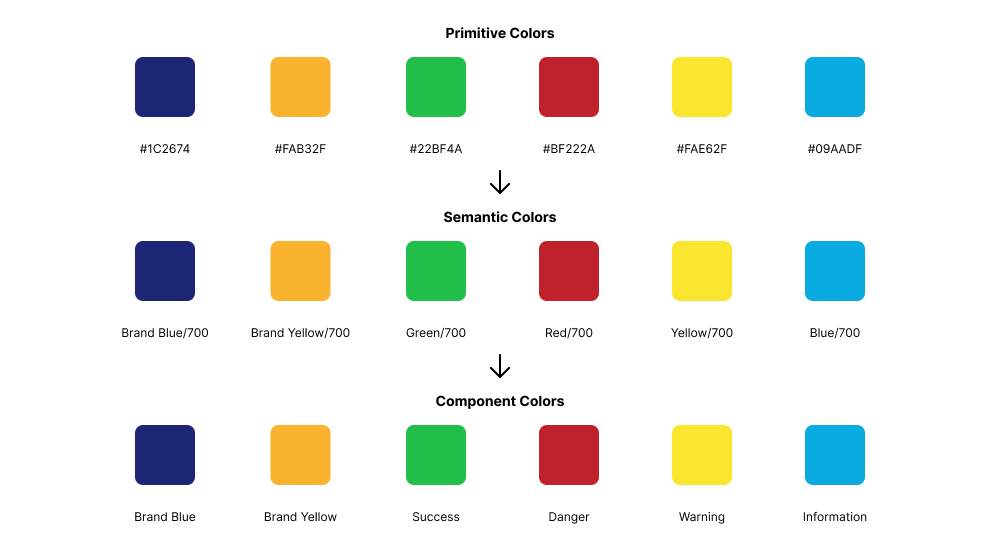 Primitive Colors
#1C2674 #FAB32F #22BF4A #BF222A #FAE62F #09AADF
Semantic Colors
Brand Blue/700 Brand Yellow/700 Green/700 Red/700 Yellow/700 Blue/700
Component Colors
Brand Blue Brand Yellow Success Danger Warning Information